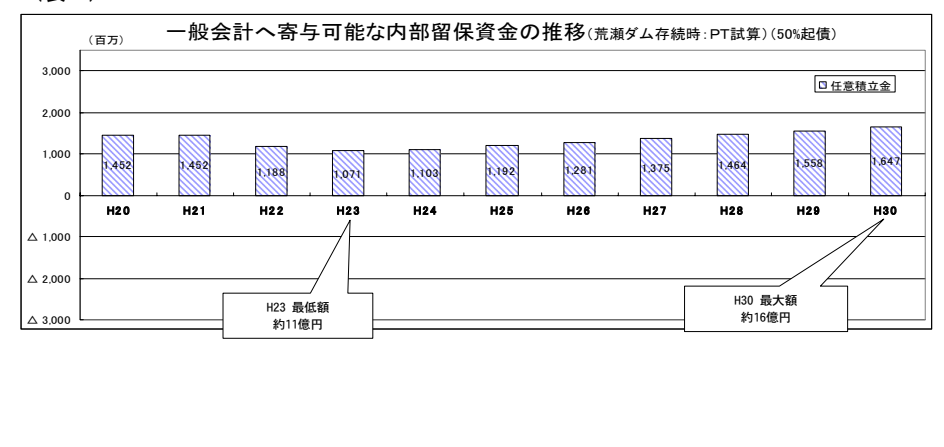 一般会計へ寄与可能な内部留保資金の推移(荒瀬ダム存続時:PT試算)(50%起債)
(百万)
任意積立金
3,000
2,000
1,000
0
△ 1,000
△ 2,000
△ 3,000
1,452 1,452 1,188 1,071 1,103 1,192 1,281 1,375 1,464 1,558 1,647
H20 H21 H22 H23 H24 H25 H26 H27 H28 H29 H30
H23 最低額
約11億円
H30 最大額
約16億円